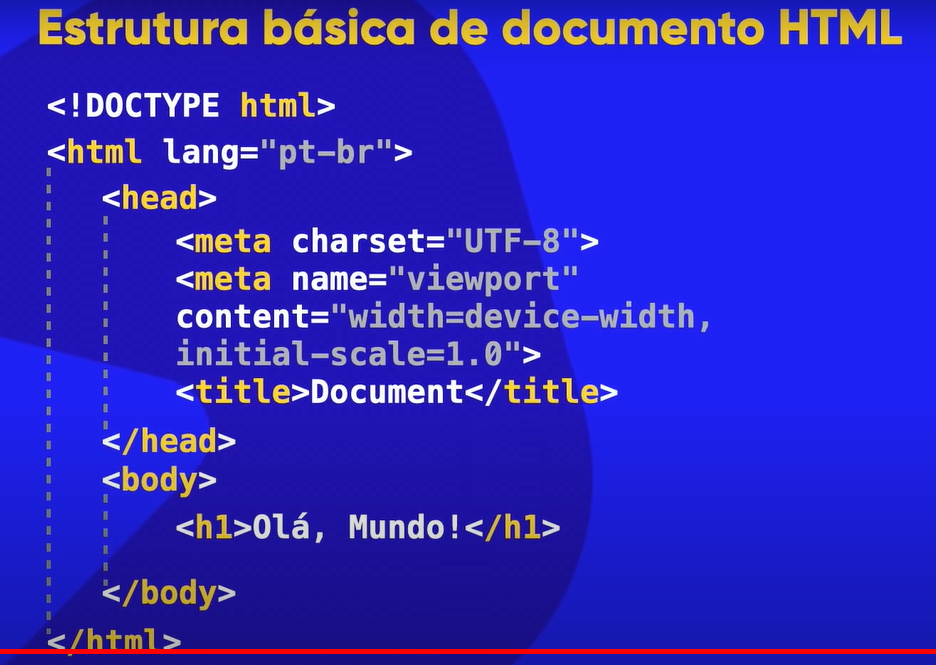 Estrutura básica de documento HTML
<!DOCTYPE html>
<html lang="pt-br">
<head>
<meta charset="UTF-8">
<meta name="viewport"
content="width=device-width,
initial-scale=1.0">
<title>Document</title>
</head>
<body>
<h1>Olá, Mundo!</h1>
</body>
</html>